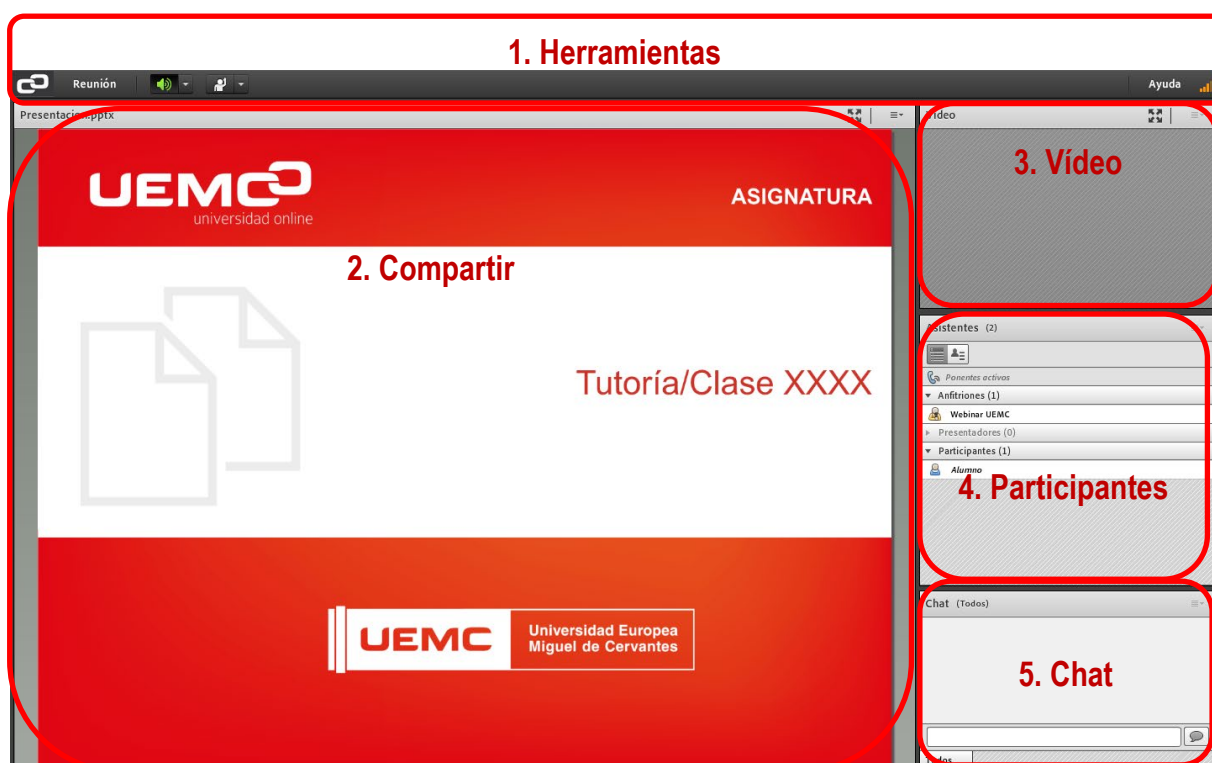 1. Herramientas
Reunión
Ayuda
Presentacion.pptx
UEMC
universidad online
ASIGNATURA
2. Compartir
Tutoría/Clase XXXX
UEMC
Universidad Europea
Miguel de Cervantes
Vídeo
3. Vídeo
Asistentes (2)
Ponentes activos
Anfitriones (1)
Webinar UEMC
Presentadores (0)
Participantes (1)
Alumno
4. Participantes
Chat (Todos)
5. Chat
Todos